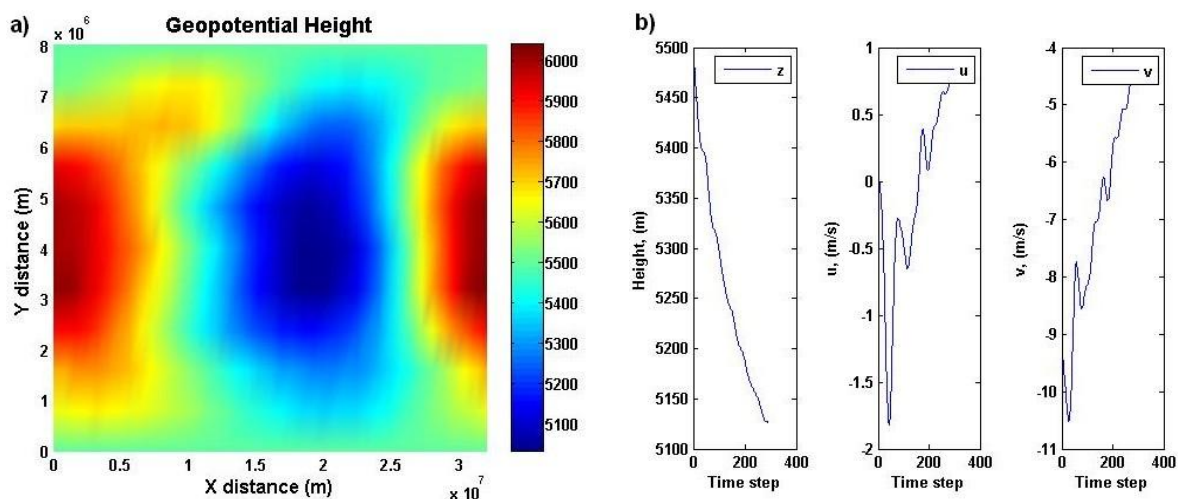 a)
Geopotential Height
× 10⁶
8
7
6
5
4
3
2
1
0
Y distance (m)
0 0.5 1 1.5 2 2.5 3
X distance (m)
× 10⁷
6000
5900
5800
5700
5600
5500
5400
5300
5200
5100
b)
z
5500
5450
5400
5350
5300
5250
5200
5150
5100
Height, (m)
0 200 400
Time step
u
1
0.5
0
-0.5
-1
-1.5
-2
u, (m/s)
0 200 400
Time step
v
-4
-5
-6
-7
-8
-9
-10
-11
v, (m/s)
0 200 400
Time step